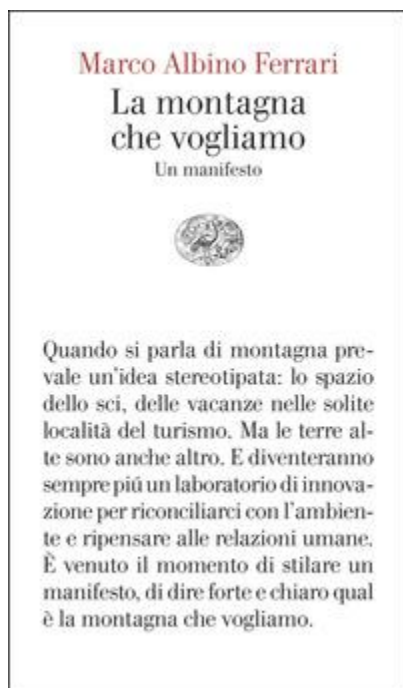 Marco Albino Ferrari
La montagna
che vogliamo
Un manifesto
Quando si parla di montagna pre-
vale un'idea stereotipata: lo spazio
dello sci, delle vacanze nelle solite
località del turismo. Ma le terre al-
te sono anche altro. E diventeranno
sempre piú un laboratorio di innova-
zione per riconciliarci con l'ambien-
te e ripensare alle relazioni umane.
È venuto il momento di stilare un
manifesto, di dire forte e chiaro qual
è la montagna che vogliamo.